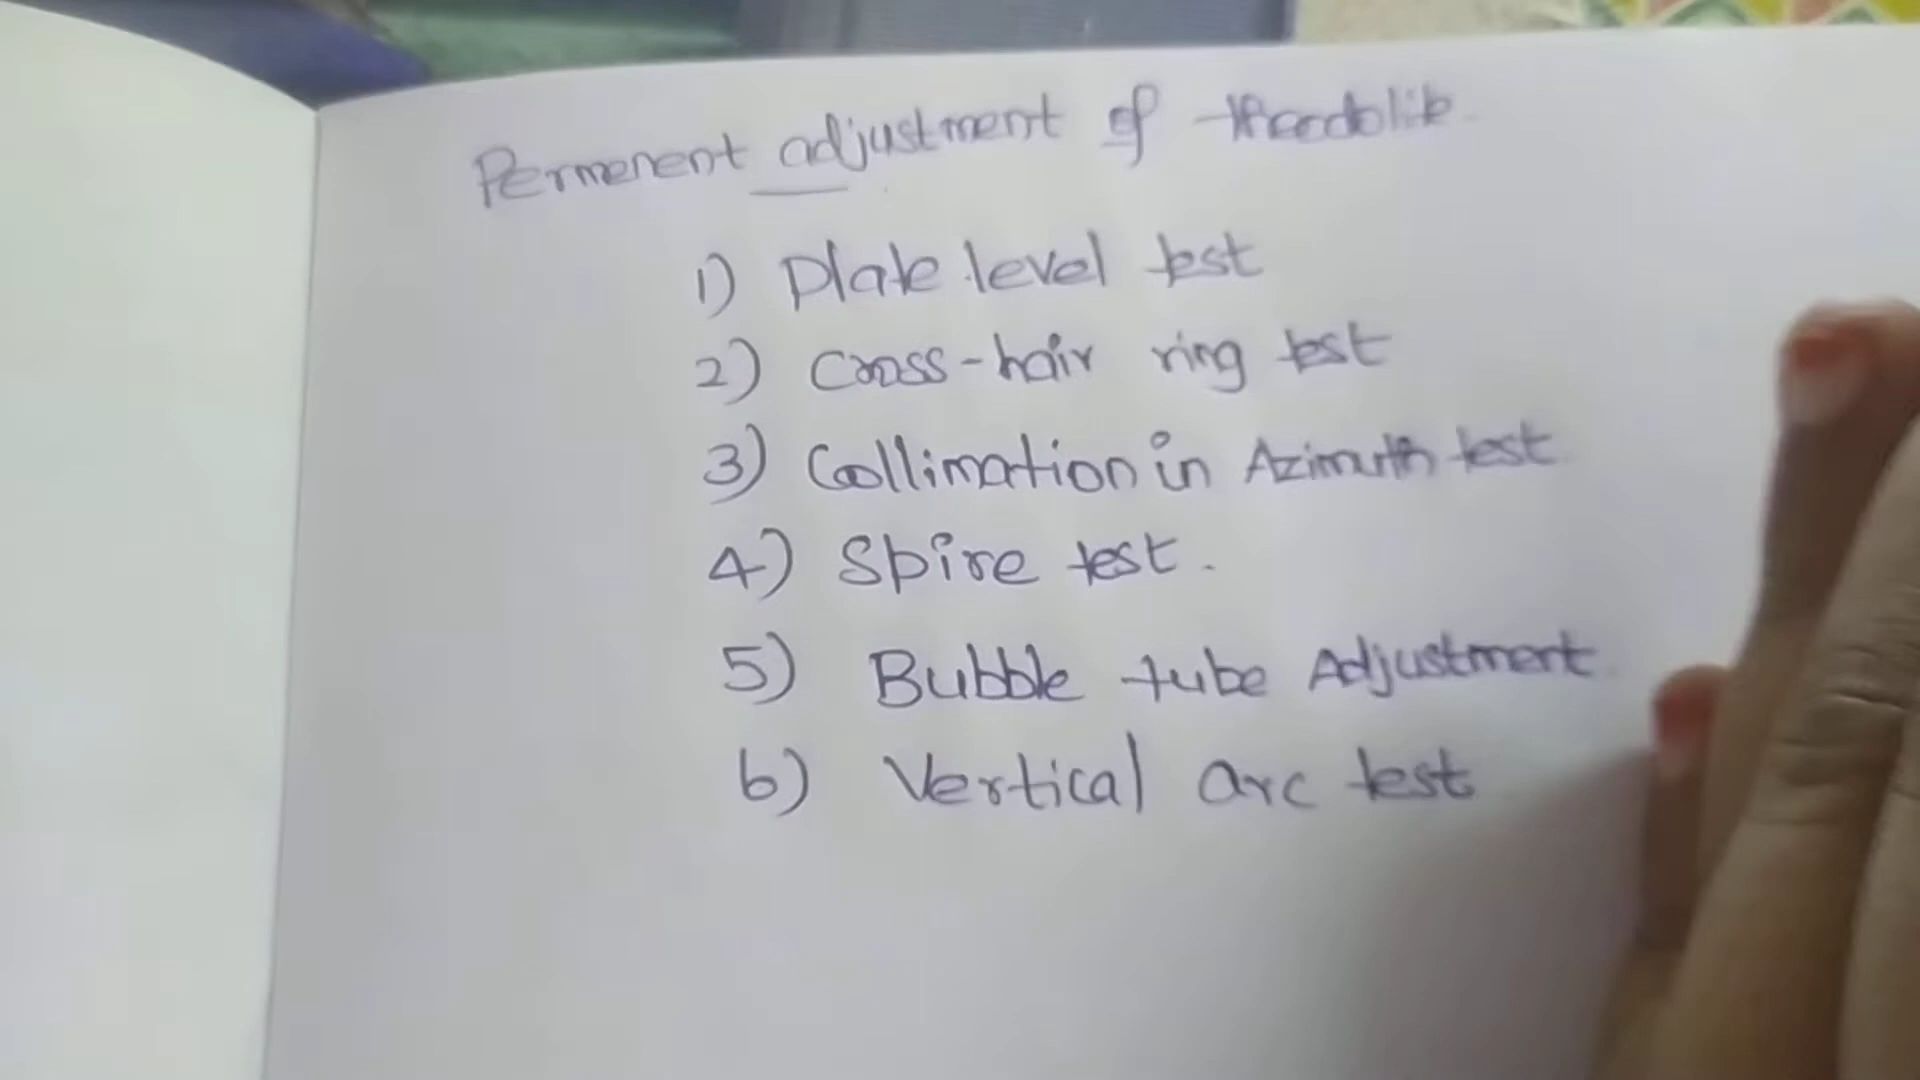 Permenent adjustment of theodolite
1) Plate level test
2) Cross-hair ring test
3) Collimation in Azimuth test
4) Spire test.
5) Bubble tube Adjustment
6) Vertical arc test